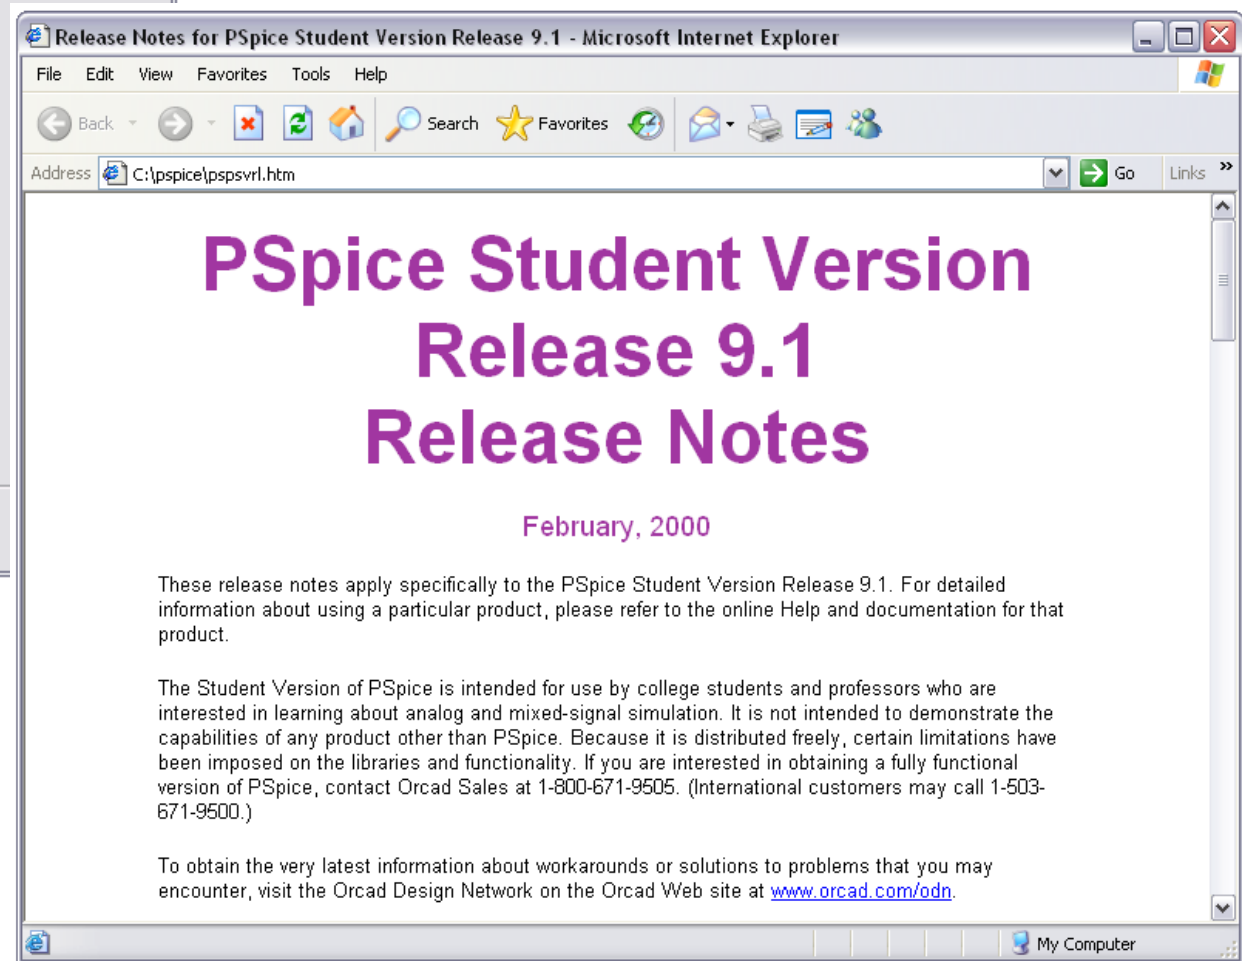 Release Notes for PSpice Student Version Release 9.1 - Microsoft Internet Explorer
File Edit View Favorites Tools Help
Back Search Favorites
Address C:\pspice\pspsvrl.htm Go Links »
PSpice Student Version
Release 9.1
Release Notes
February, 2000
These release notes apply specifically to the PSpice Student Version Release 9.1. For detailed
information about using a particular product, please refer to the online Help and documentation for that
product.
The Student Version of PSpice is intended for use by college students and professors who are
interested in learning about analog and mixed-signal simulation. It is not intended to demonstrate the
capabilities of any product other than PSpice. Because it is distributed freely, certain limitations have
been imposed on the libraries and functionality. If you are interested in obtaining a fully functional
version of PSpice, contact Orcad Sales at 1-800-671-9505. (International customers may call 1-503-
671-9500.)
To obtain the very latest information about workarounds or solutions to problems that you may
encounter, visit the Orcad Design Network on the Orcad Web site at www.orcad.com/odn.
My Computer